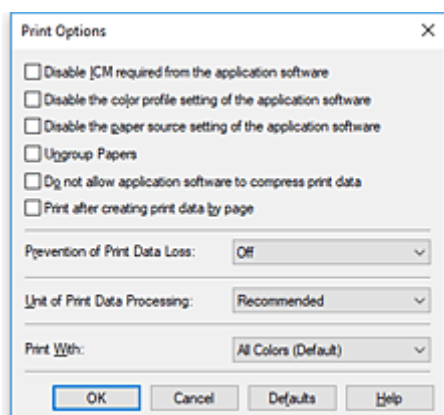 Print Options
Disable ICM required from the application software
Disable the color profile setting of the application software
Disable the paper source setting of the application software
Ungroup Papers
Do not allow application software to compress print data
Print after creating print data by page
Prevention of Print Data Loss: Off
Unit of Print Data Processing: Recommended
Print With: All Colors (Default)
OK Cancel Defaults Help